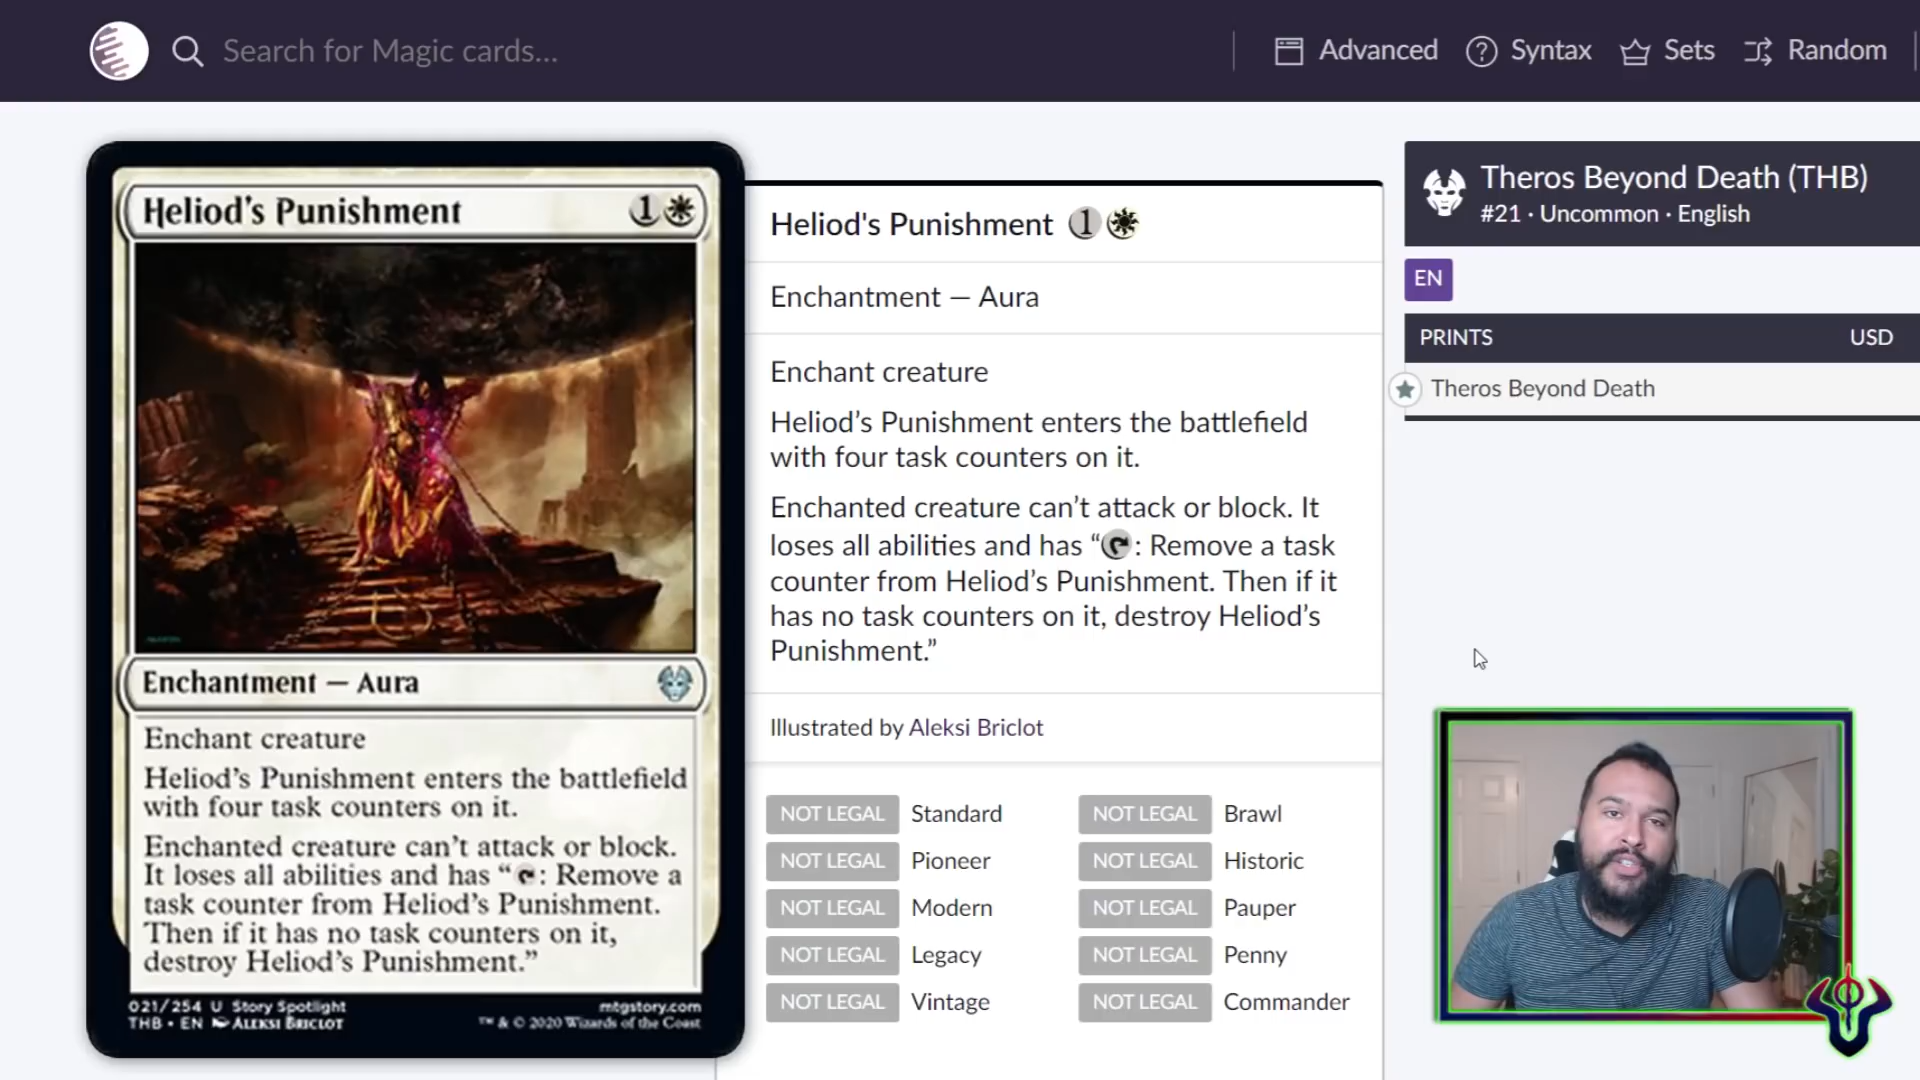 Search for Magic cards...
Advanced
Syntax
Sets
Random
Heliod's Punishment 1
Enchantment — Aura
Enchant creature
Heliod's Punishment enters the battlefield
with four task counters on it.
Enchanted creature can't attack or block.
It loses all abilities and has “: Remove a
task counter from Heliod's Punishment.
Then if it has no task counters on it,
destroy Heliod's Punishment.”
021/254 U Story Spotlight
THB • EN ALEKSI BRICLOT
mtgstory.com
™ & © 2020 Wizards of the Coast
Heliod's Punishment 1
Enchantment — Aura
Enchant creature
Heliod’s Punishment enters the battlefield
with four task counters on it.
Enchanted creature can’t attack or block. It
loses all abilities and has “: Remove a task
counter from Heliod’s Punishment. Then if it
has no task counters on it, destroy Heliod’s
Punishment.”
Illustrated by Aleksi Briclot
NOT LEGAL Standard NOT LEGAL Brawl
NOT LEGAL Pioneer NOT LEGAL Historic
NOT LEGAL Modern NOT LEGAL Pauper
NOT LEGAL Legacy NOT LEGAL Penny
NOT LEGAL Vintage NOT LEGAL Commander
Theros Beyond Death (THB)
#21 · Uncommon · English
EN
PRINTS USD
Theros Beyond Death